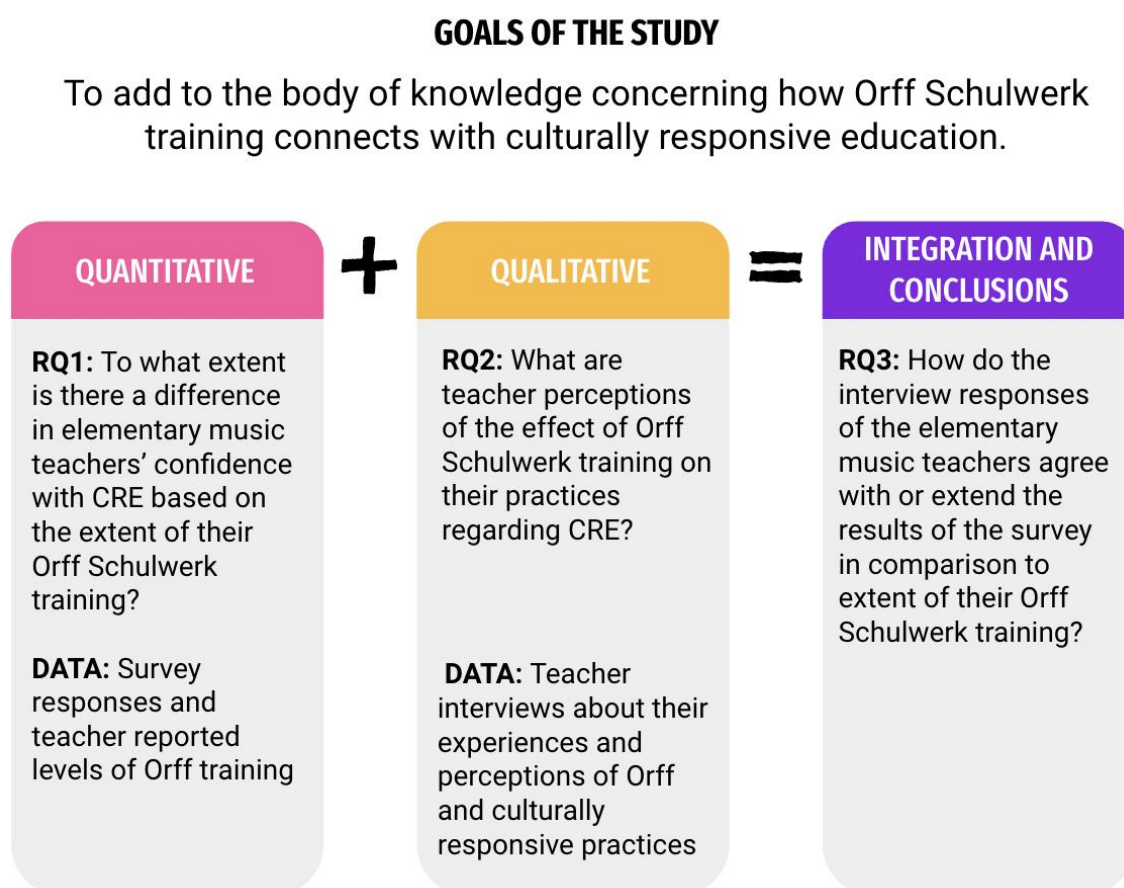 GOALS OF THE STUDY
To add to the body of knowledge concerning how Orff Schulwerk
training connects with culturally responsive education.
QUANTITATIVE
RQ1: To what extent
is there a difference
in elementary music
teachers’ confidence
with CRE based on
the extent of their
Orff Schulwerk
training?
DATA: Survey
responses and
teacher reported
levels of Orff training
+
QUALITATIVE
RQ2: What are
teacher perceptions
of the effect of Orff
Schulwerk training on
their practices
regarding CRE?
DATA: Teacher
interviews about their
experiences and
perceptions of Orff
and culturally
responsive practices
=
INTEGRATION AND
CONCLUSIONS
RQ3: How do the
interview responses
of the elementary
music teachers agree
with or extend the
results of the survey
in comparison to
extent of their Orff
Schulwerk training?